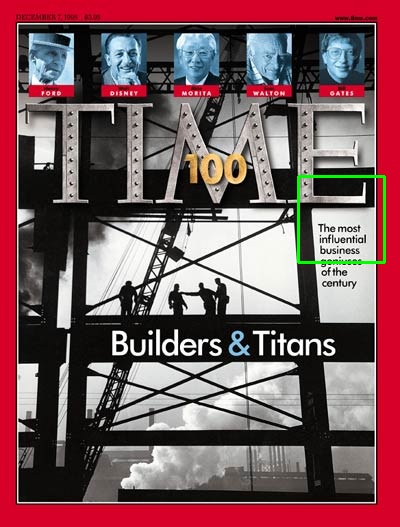 DECEMBER 7, 1998 $3.50
www.time.com
FORD
DISNEY
MORITA
WALTON
GATES
TIME
100
The most
influential
business
geniuses
of the
century
Builders & Titans